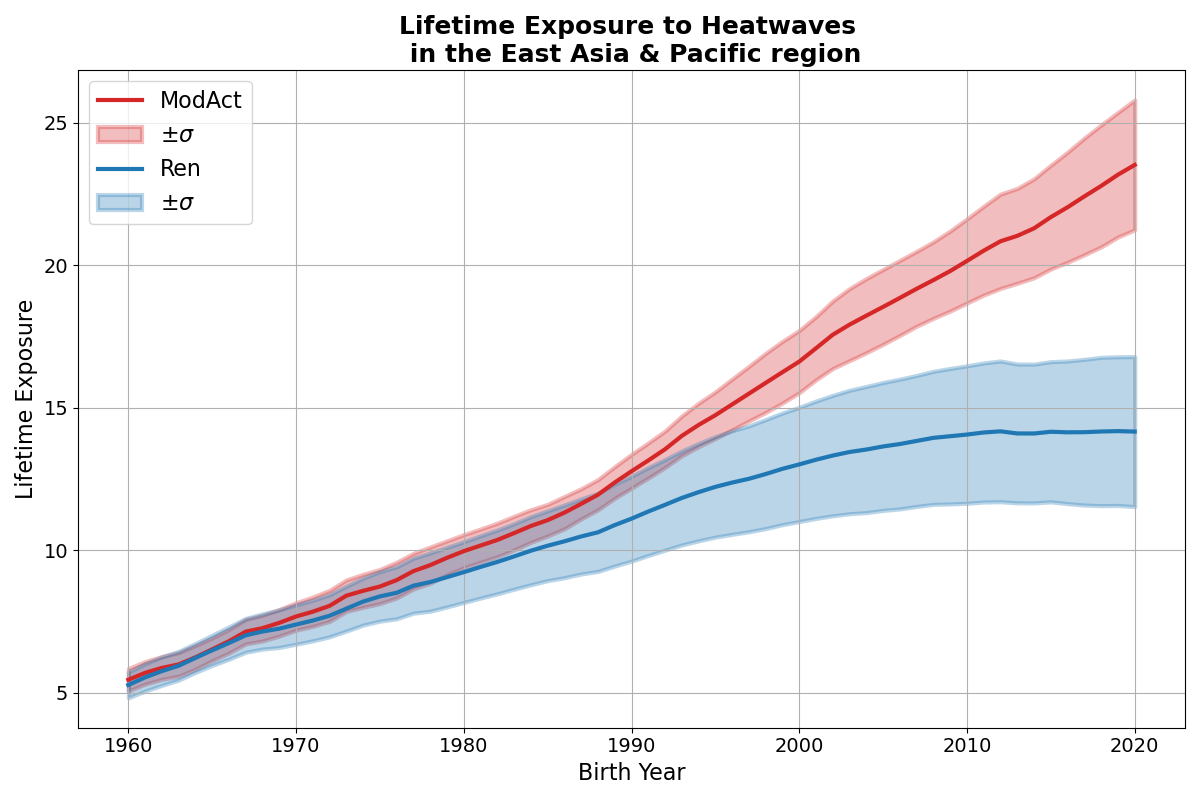 Lifetime Exposure to Heatwaves
in the East Asia & Pacific region
ModAct
±σ
Ren
±σ
Lifetime Exposure
25
20
15
10
5
1960 1970 1980 1990 2000 2010 2020
Birth Year